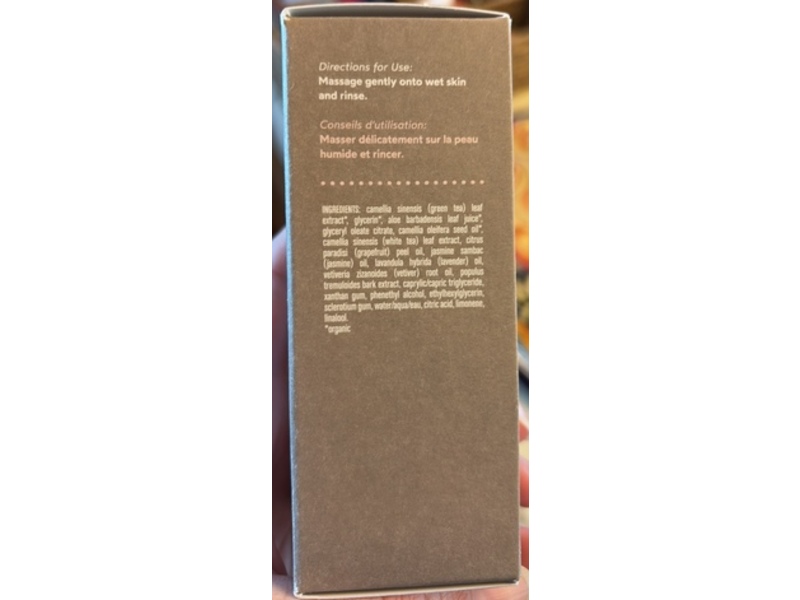 Directions for Use:
Massage gently onto wet skin
and rinse.
Conseils d'utilisation:
Masser délicatement sur la peau
humide et rincer.
INGREDIENTS: camellia sinensis (green tea) leaf
extract*, glycerin*, aloe barbadensis leaf juice*,
glyceryl oleate citrate, camellia oleifera seed oil*,
camellia sinensis (white tea) leaf extract, citrus
paradisi (grapefruit) peel oil, jasmine sambac
(jasmine) oil, lavandula hybrida (lavender) oil,
vetiveria zizanoides (vetiver) root oil, populus
tremuloides bark extract, caprylic/capric triglyceride,
xanthan gum, phenethyl alcohol, ethylhexylglycerin,
sclerotium gum, water/aqua/eau, citric acid, limonene,
linalool.
*organic